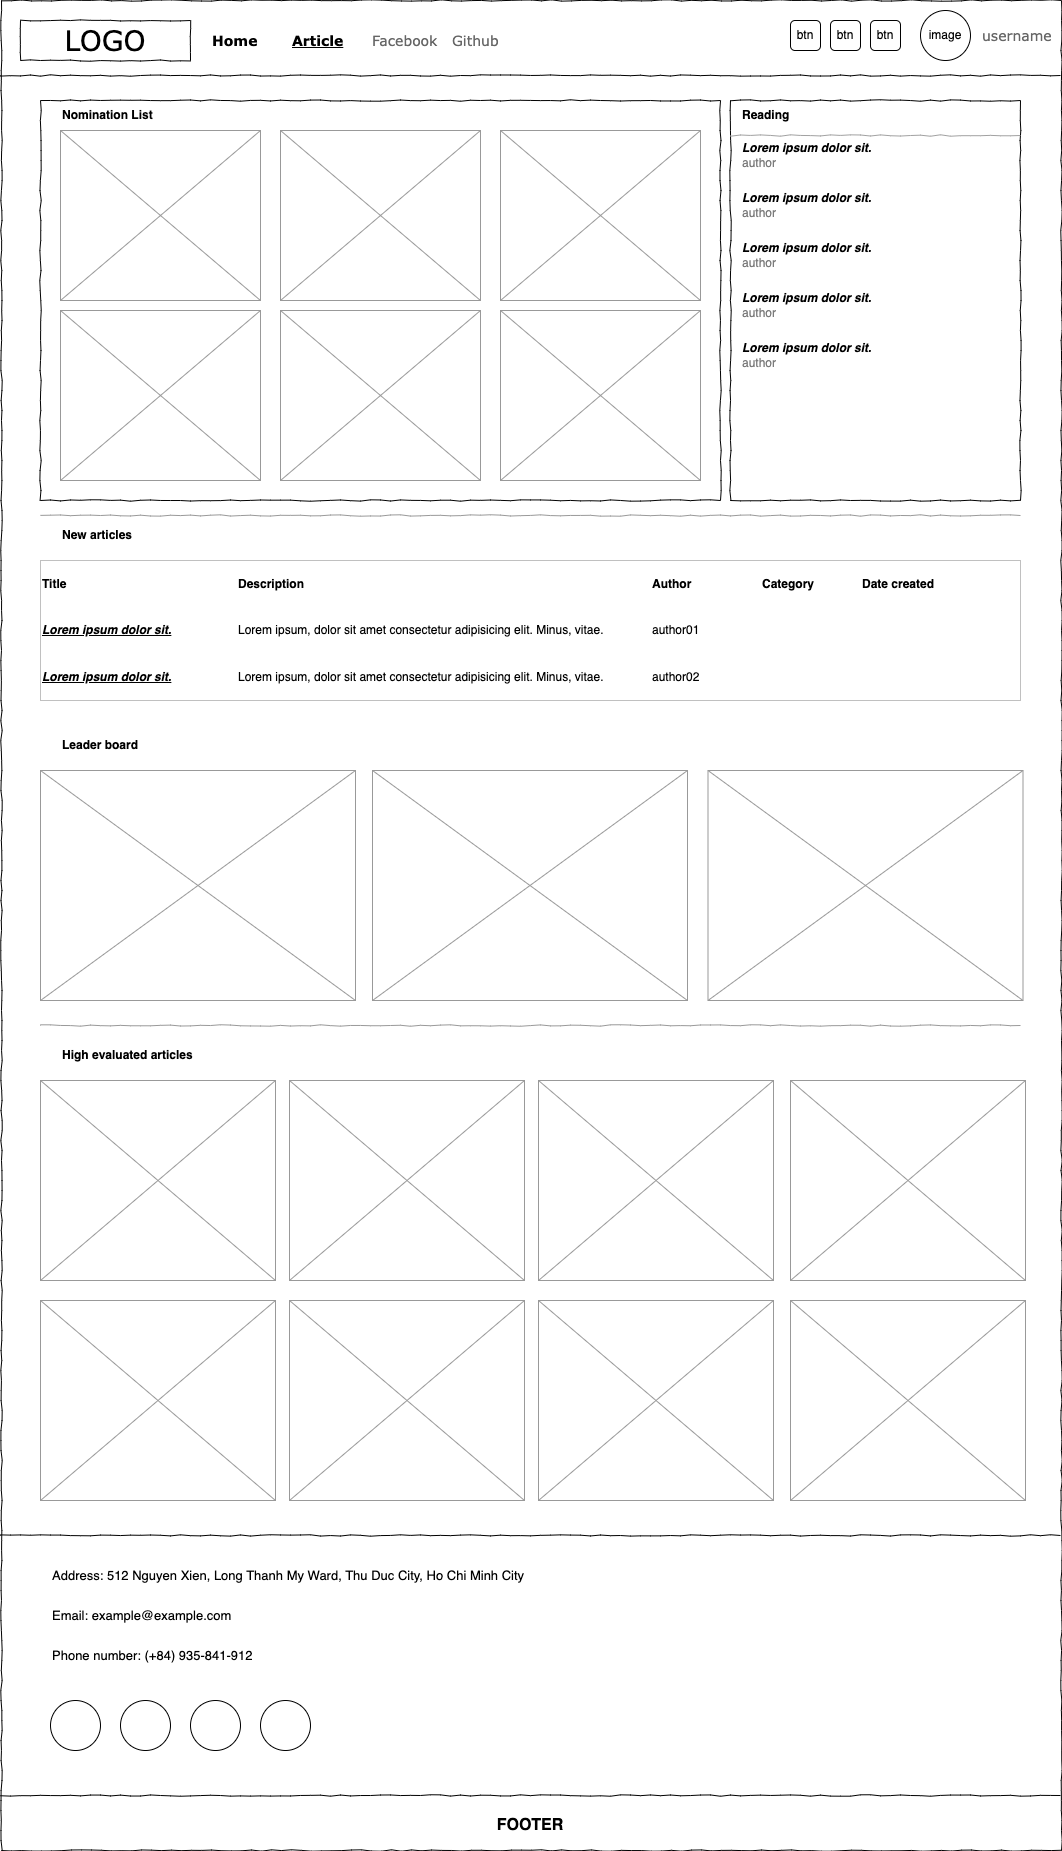 LOGO Home Article Facebook Github btn btn btn image username
Nomination List
Reading
Lorem ipsum dolor sit.
author
Lorem ipsum dolor sit.
author
Lorem ipsum dolor sit.
author
Lorem ipsum dolor sit.
author
Lorem ipsum dolor sit.
author
New articles
Title Description Author Category Date created
Lorem ipsum dolor sit. Lorem ipsum, dolor sit amet consectetur adipisicing elit. Minus, vitae. author01
Lorem ipsum dolor sit. Lorem ipsum, dolor sit amet consectetur adipisicing elit. Minus, vitae. author02
Leader board
High evaluated articles
Address: 512 Nguyen Xien, Long Thanh My Ward, Thu Duc City, Ho Chi Minh City
Email: example@example.com
Phone number: (+84) 935-841-912
FOOTER